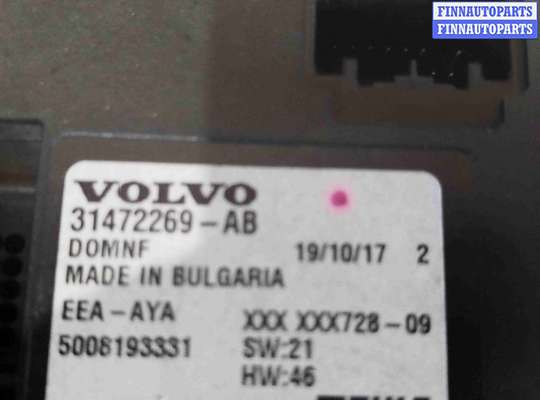 FINNAUTOPARTS
FINNAUTOPARTS
VOLVO
31472269-AB
DOMNF 19/10/17 2
MADE IN BULGARIA
EEA-AYA XXX XXX728-09
5008193331 SW:21
HW:46